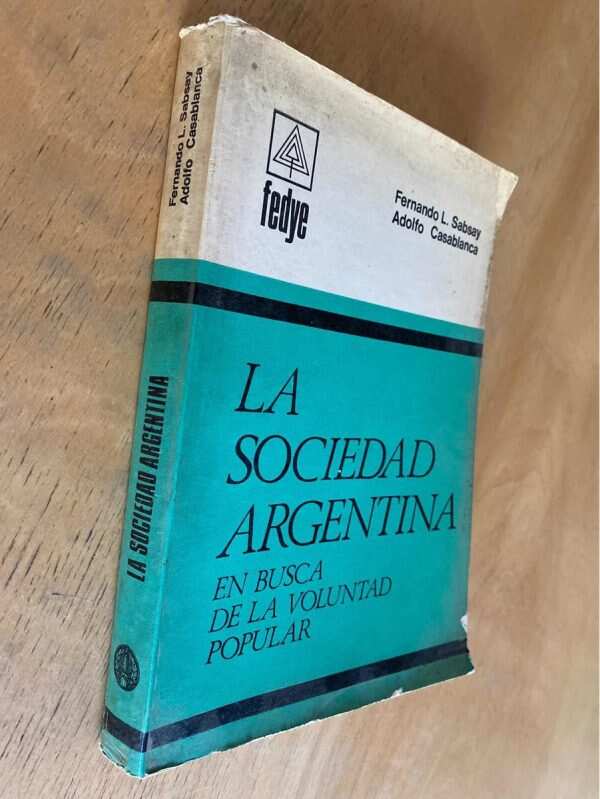 Fernando L. Sabsay
Adolfo Casablanca
LA SOCIEDAD ARGENTINA
fedye
Fernando L. Sabsay
Adolfo Casablanca
LA
SOCIEDAD
ARGENTINA
EN BUSCA
DE LA VOLUNTAD
POPULAR